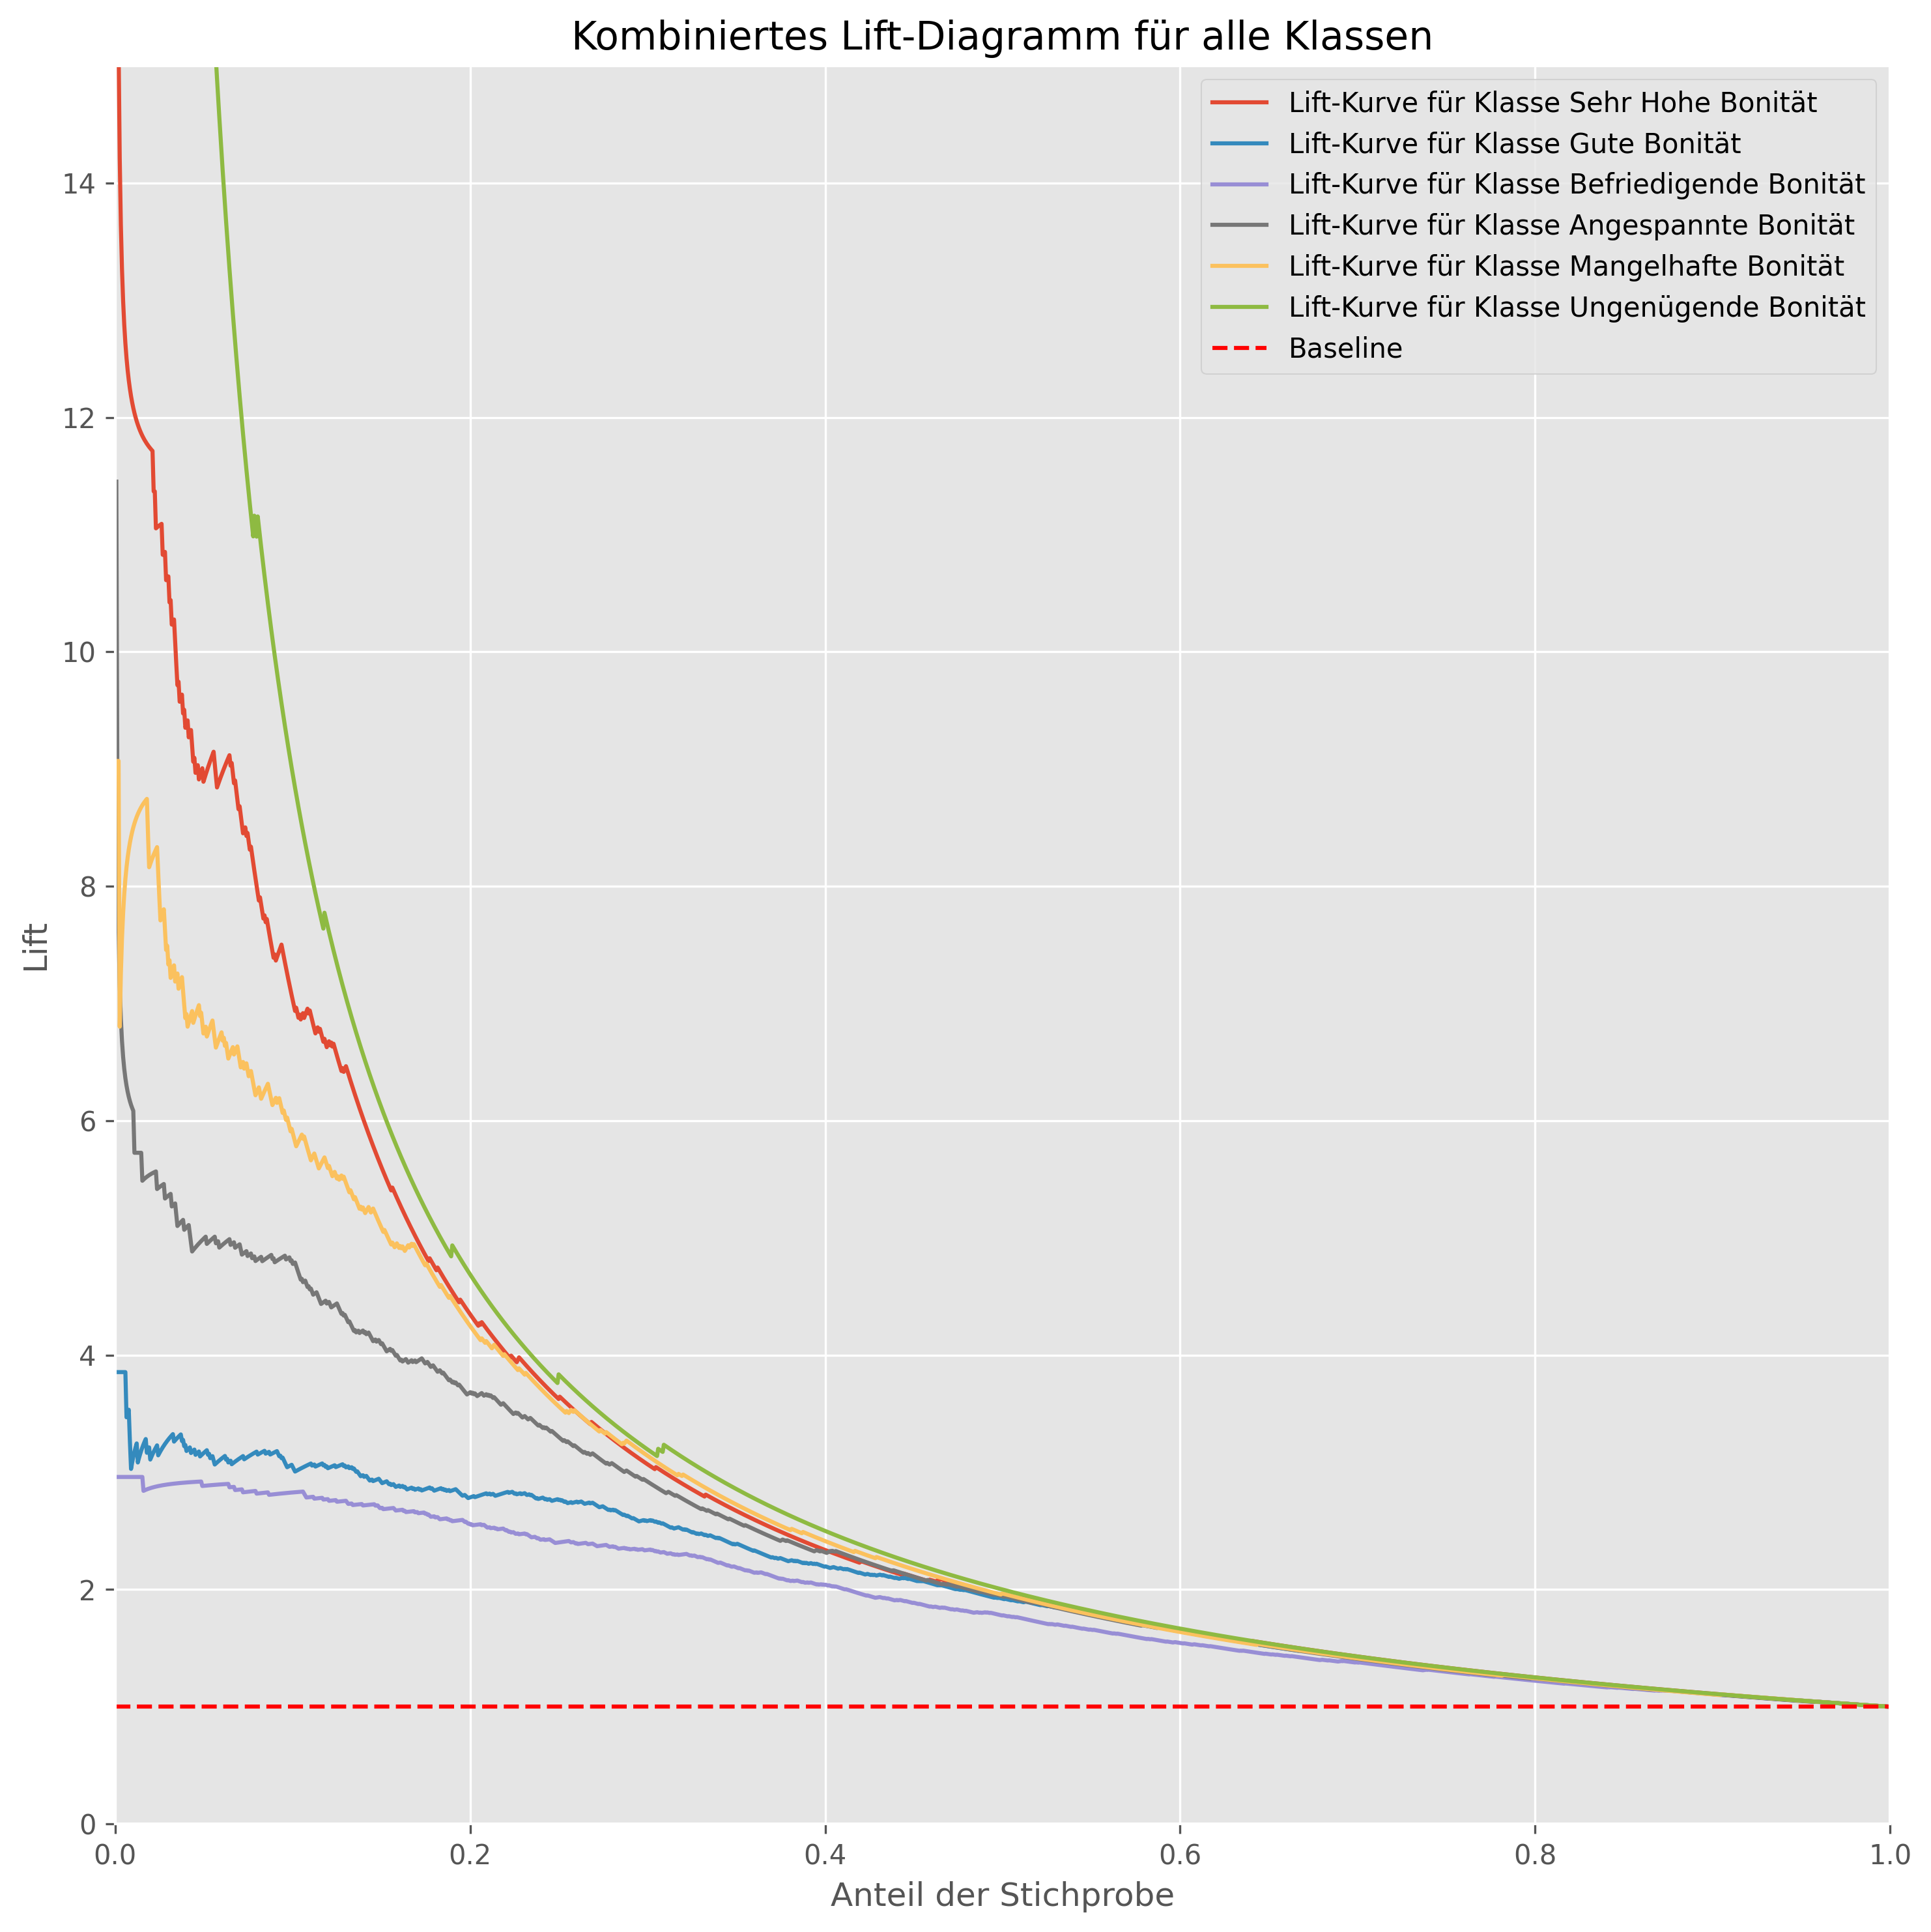 Kombiniertes Lift-Diagramm für alle Klassen
Lift-Kurve für Klasse Sehr Hohe Bonität
Lift-Kurve für Klasse Gute Bonität
Lift-Kurve für Klasse Befriedigende Bonität
Lift-Kurve für Klasse Angespannte Bonität
Lift-Kurve für Klasse Mangelhafte Bonität
Lift-Kurve für Klasse Ungenügende Bonität
Baseline
14
12
10
8
6
4
2
0
Lift
0.0 0.2 0.4 0.6 0.8 1.0
Anteil der Stichprobe